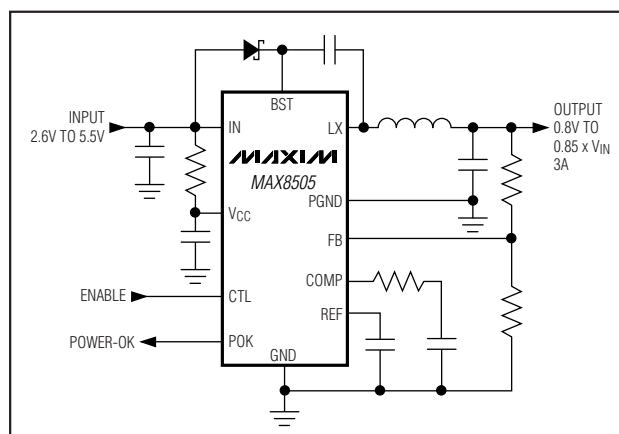 BST
INPUT
2.6V TO 5.5V
IN
LX
OUTPUT
0.8V TO
0.85 x VIN
3A
MAXIM
MAX8505
PGND
VCC
FB
COMP
ENABLE
CTL
REF
POWER-OK
POK
GND